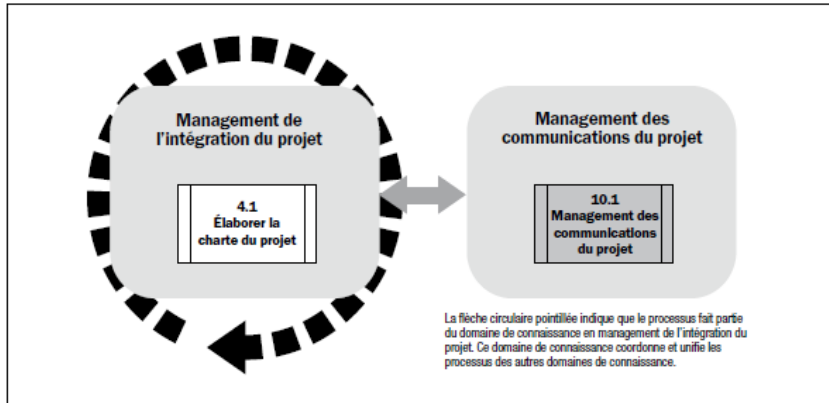 Management de
l'intégration du projet
4.1
Élaborer la
charte du projet
Management des
communications du projet
10.1
Management des
communications
du projet
La flèche circulaire pointillée indique que le processus fait partie
du domaine de connaissance en management de l'intégration du
projet. Ce domaine de connaissance coordonne et unifie les
processus des autres domaines de connaissance.